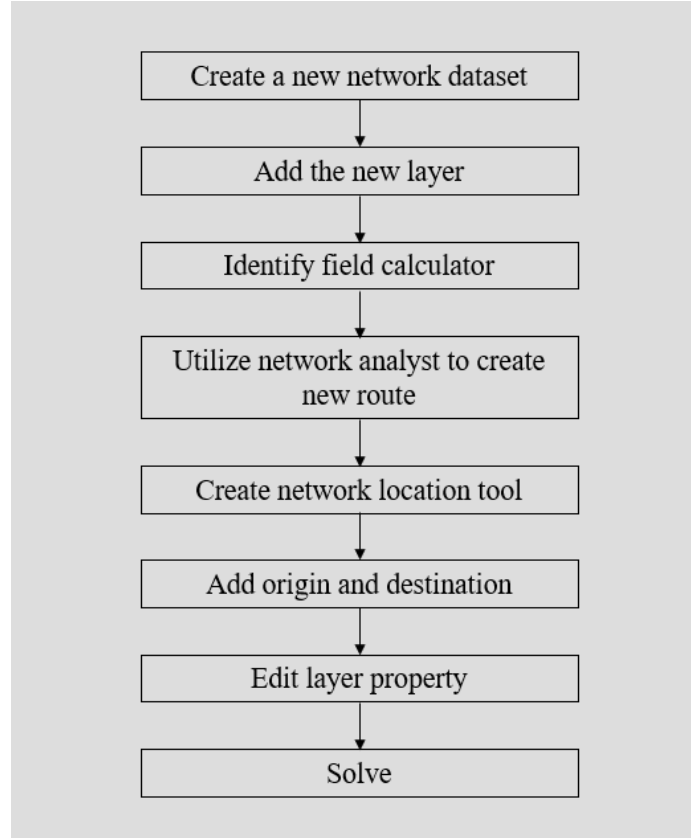 Create a new network dataset
Add the new layer
Identify field calculator
Utilize network analyst to create
new route
Create network location tool
Add origin and destination
Edit layer property
Solve